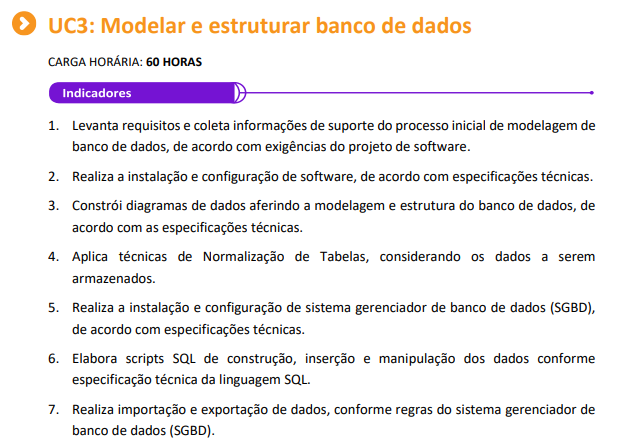 UC3: Modelar e estruturar banco de dados
CARGA HORÁRIA: 60 HORAS
Indicadores
1. Levanta requisitos e coleta informações de suporte do processo inicial de modelagem de
banco de dados, de acordo com exigências do projeto de software.
2. Realiza a instalação e configuração de software, de acordo com especificações técnicas.
3. Constrói diagramas de dados aferindo a modelagem e estrutura do banco de dados, de
acordo com as especificações técnicas.
4. Aplica técnicas de Normalização de Tabelas, considerando os dados a serem
armazenados.
5. Realiza a instalação e configuração de sistema gerenciador de banco de dados (SGBD),
de acordo com especificações técnicas.
6. Elabora scripts SQL de construção, inserção e manipulação dos dados conforme
especificação técnica da linguagem SQL.
7. Realiza importação e exportação de dados, conforme regras do sistema gerenciador de
banco de dados (SGBD).